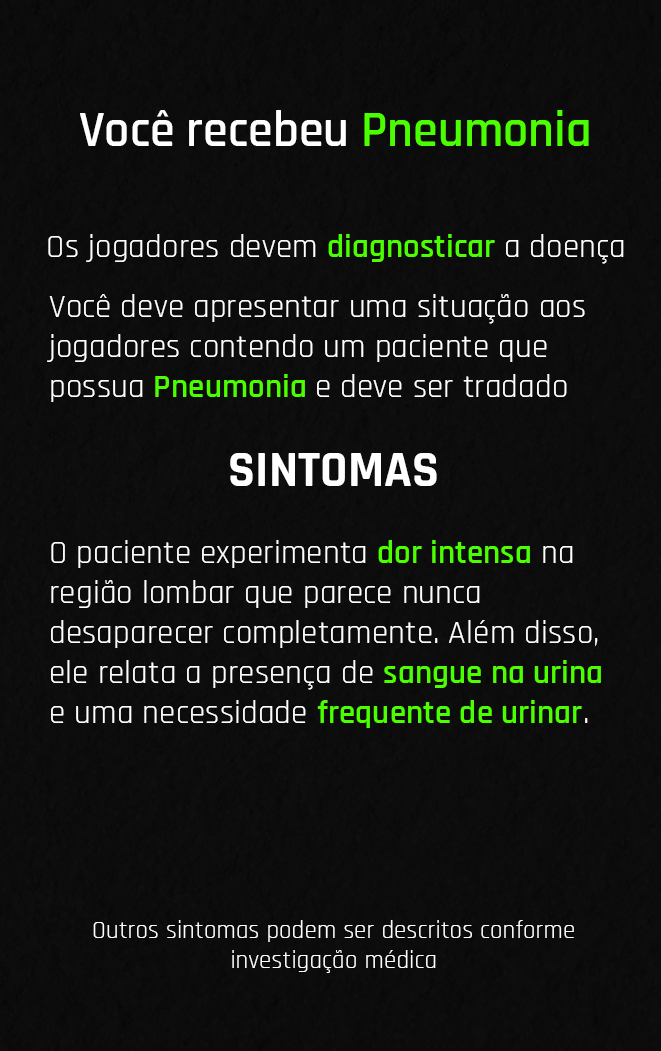 Você recebeu Pneumonia
Os jogadores devem diagnosticar a doença
Você deve apresentar uma situação aos
jogadores contendo um paciente que
possua Pneumonia e deve ser tradado
SINTOMAS
O paciente experimenta dor intensa na
região lombar que parece nunca
desaparecer completamente. Além disso,
ele relata a presença de sangue na urina
e uma necessidade frequente de urinar.
Outros sintomas podem ser descritos conforme
investigação médica